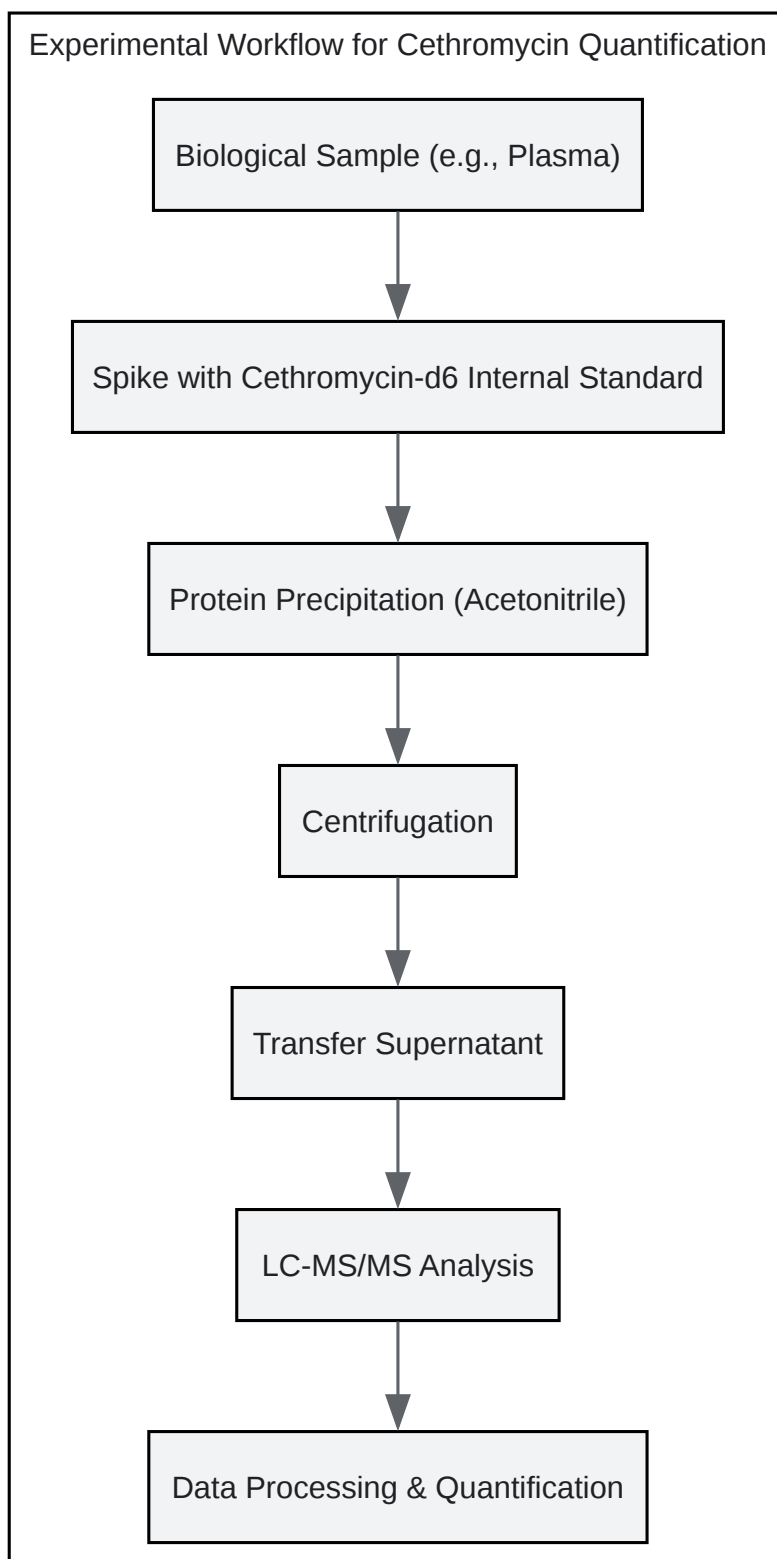 Experimental Workflow for Cethromycin Quantification
Biological Sample (e.g., Plasma)
Spike with Cethromycin-d6 Internal Standard
Protein Precipitation (Acetonitrile)
Centrifugation
Transfer Supernatant
LC-MS/MS Analysis
Data Processing & Quantification